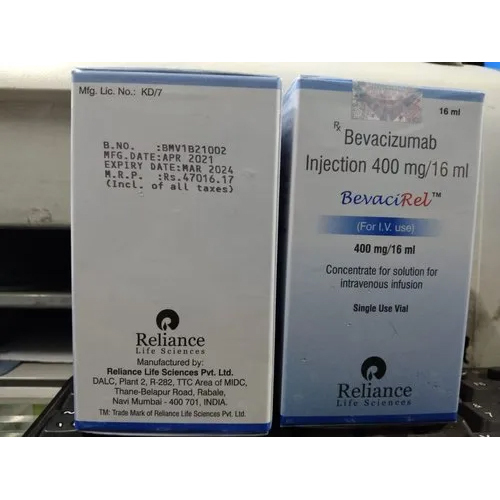 Mfg. Lic. No.: KD/7
B.NO. :BMV1B21002
MFG.DATE:APR 2021
EXPIRY DATE:MAR 2024
M.R.P. :Rs.47016.17
(Incl. of all taxes)
Reliance
Life Sciences
Manufactured by:
Reliance Life Sciences Pvt. Ltd.
DALC, Plant 2, R-282, TTC Area of MIDC,
Thane-Belapur Road, Rabale,
Navi Mumbai - 400 701, INDIA.
TM: Trade Mark of Reliance Life Sciences Pvt. Ltd.
16 ml
Rx Bevacizumab
Injection 400 mg/16 ml
BevaciRel™
(For I.V. use)
400 mg/16 ml
Concentrate for solution for
intravenous infusion
Single Use Vial
Reliance
Life Sciences